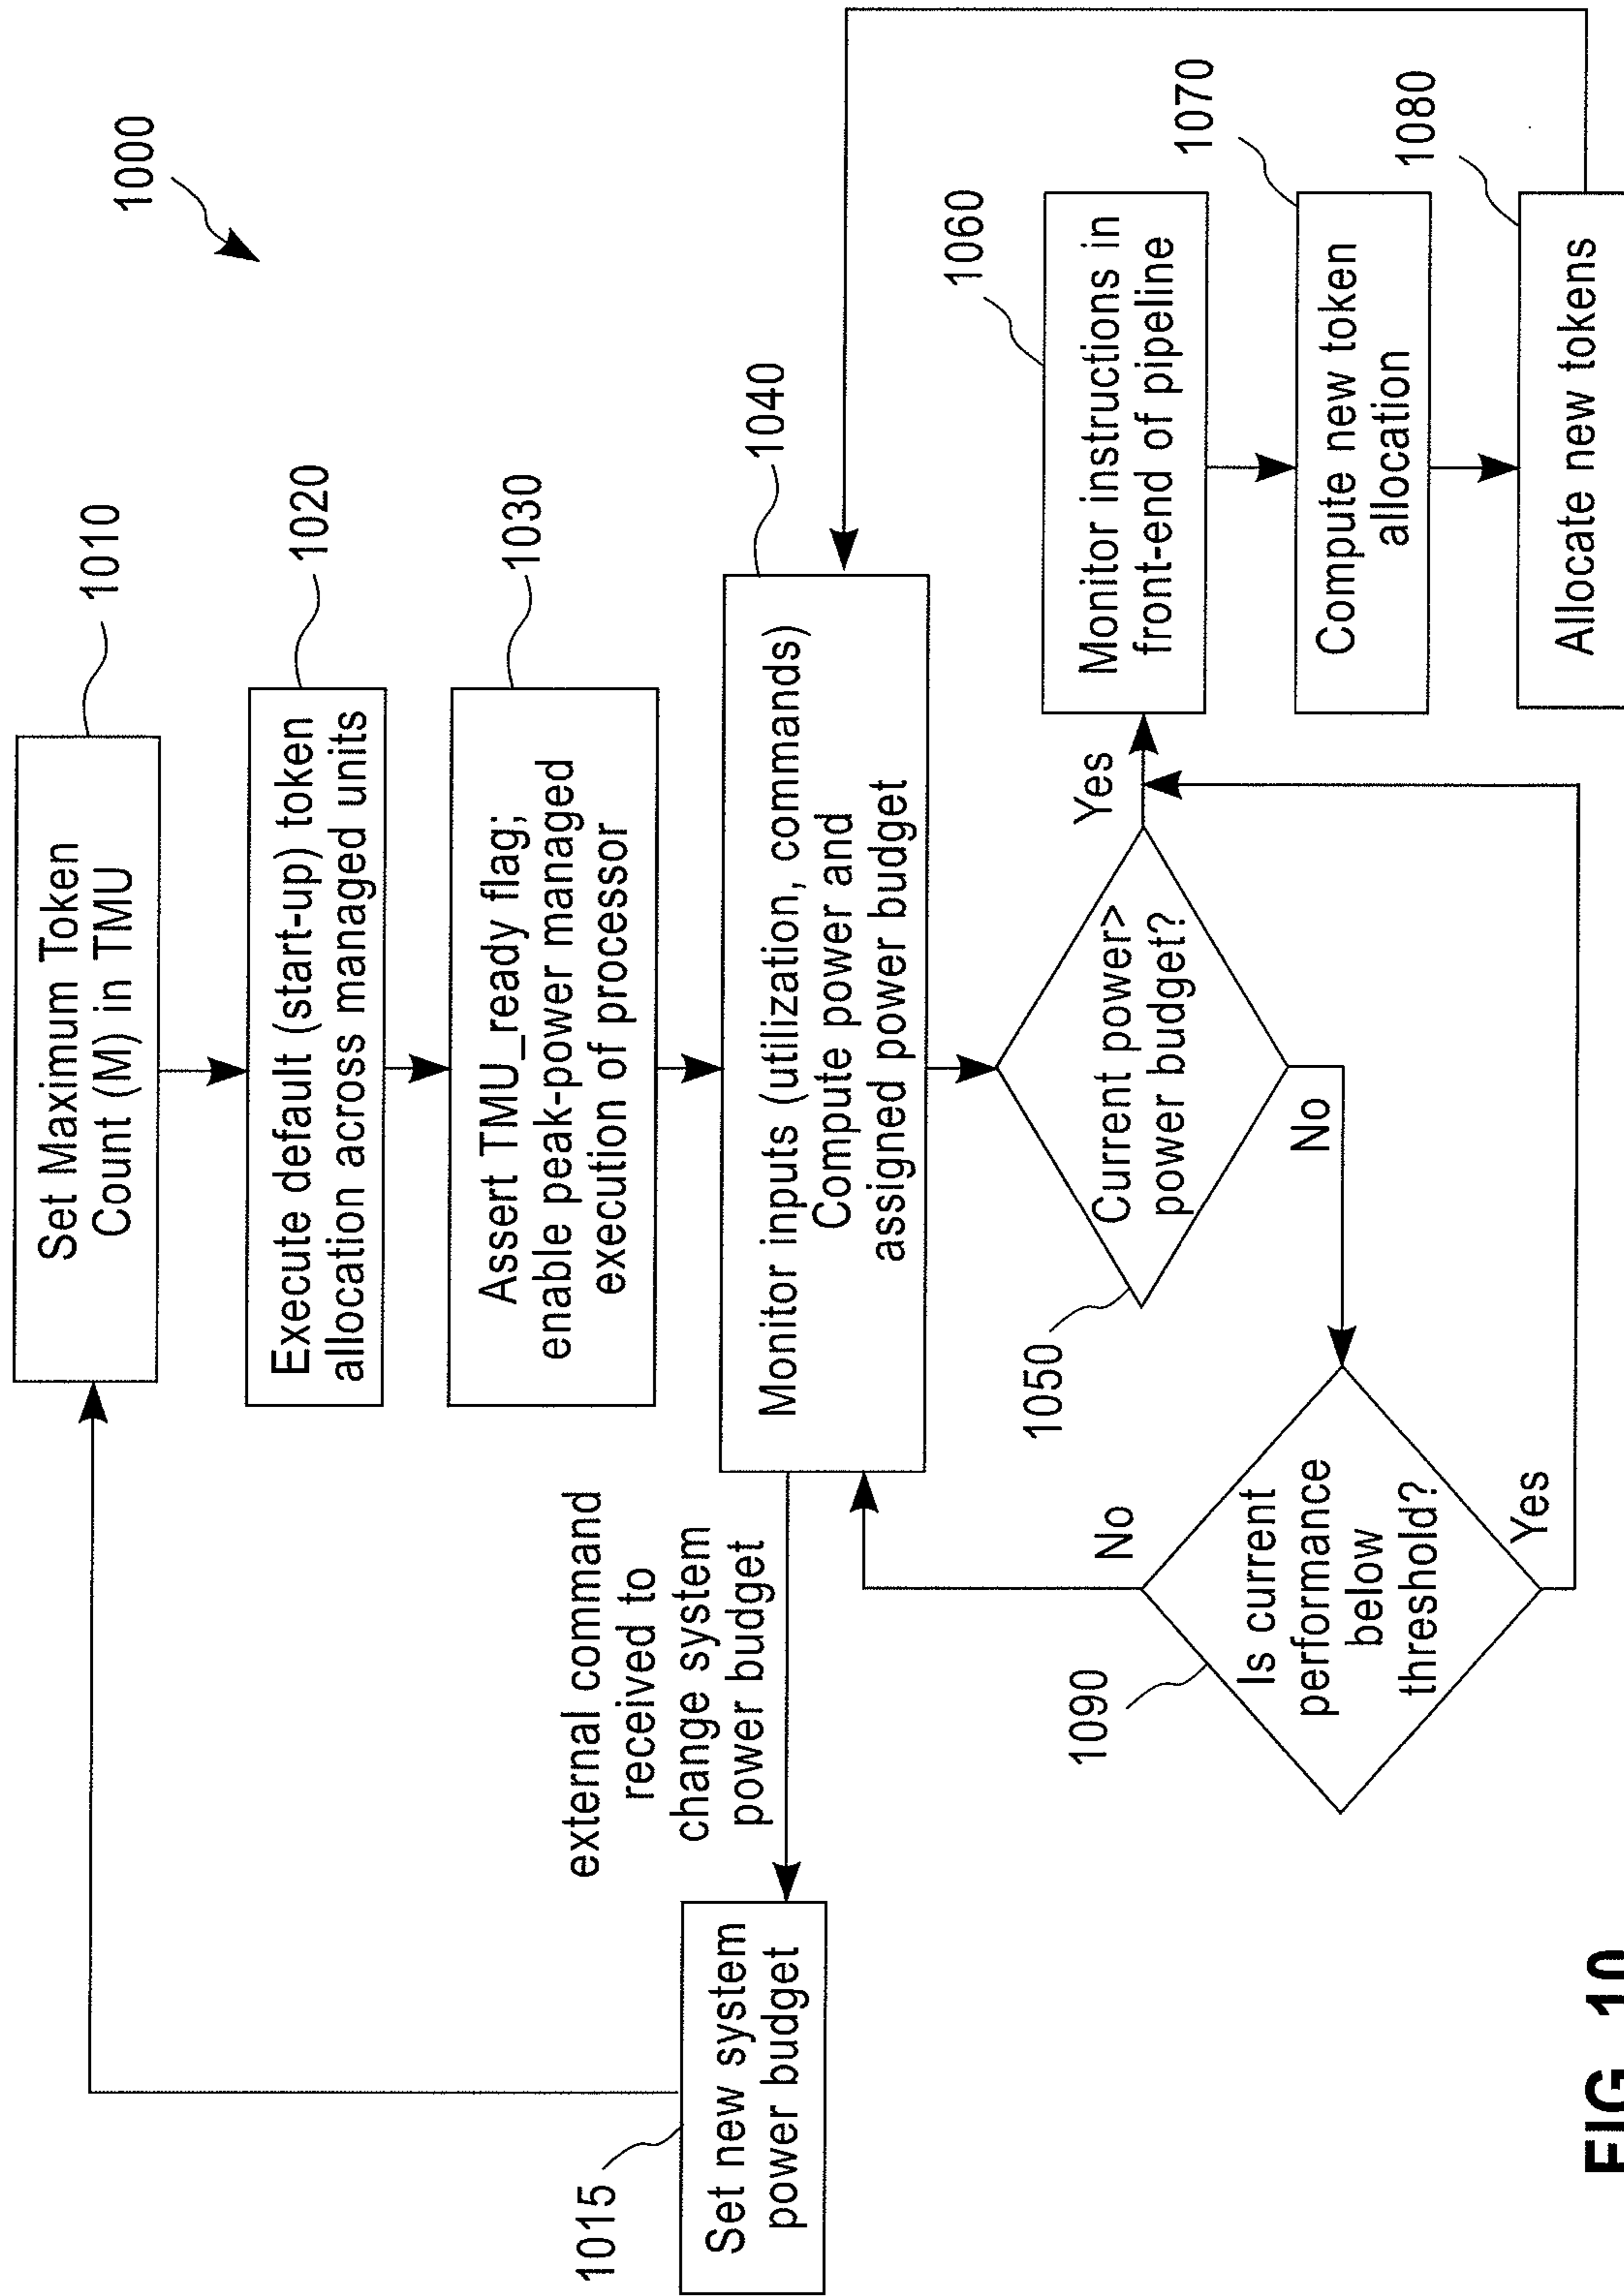 1000
Set Maximum Token
Count (M) in TMU
1010
Execute default (start-up) token
allocation across managed units
1020
Assert TMU_ready flag;
enable peak-power managed
execution of processor
1030
Monitor inputs (utilization, commands)
Compute power and
assigned power budget
1040
external command
received to
change system
power budget
Set new system
power budget
1015
Current power>
power budget?
1050
Yes
No
Monitor instructions in
front-end of pipeline
1060
Compute new token
allocation
1070
Allocate new tokens
1080
Is current
performance
below
threshold?
1090
No
Yes
FIG. 10